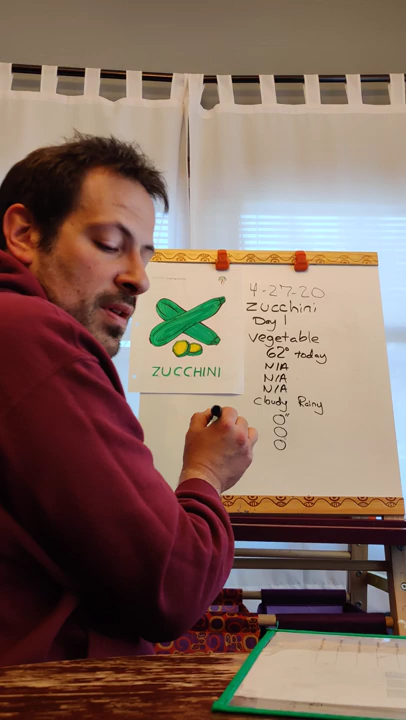 ZUCCHINI
4-27-20
Zucchini
Day 1
Vegetable
62° today
N/A
N/A
N/A
Cloudy Rainy
0"
0
0